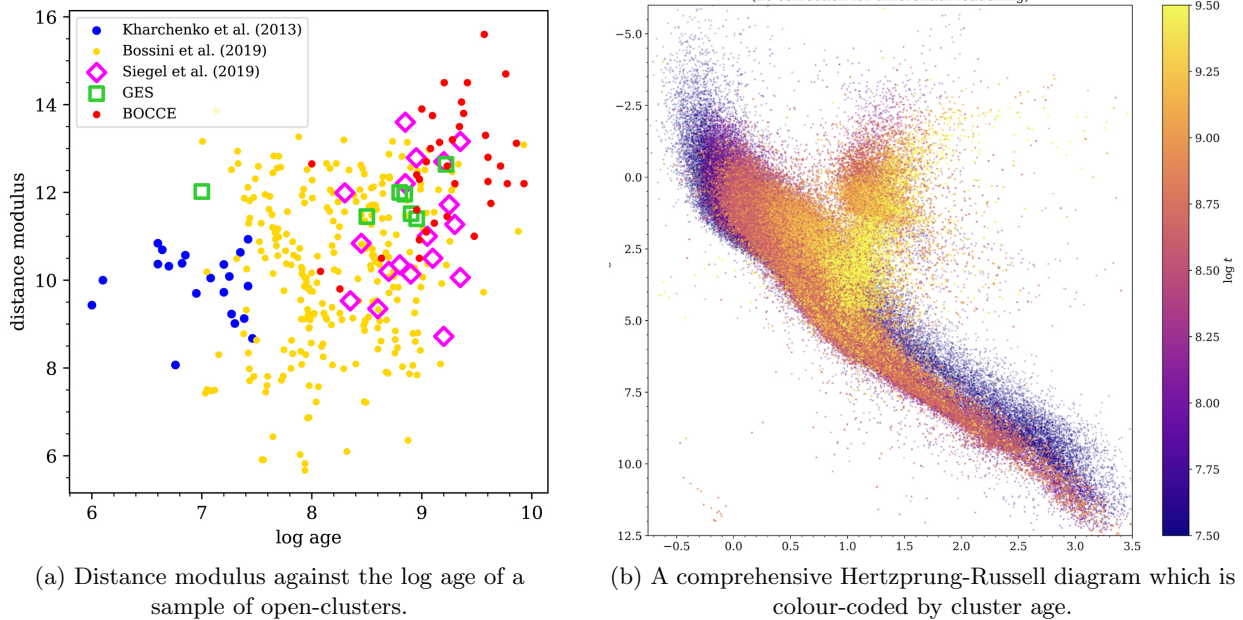 16
14
12
10
8
6
distance modulus
Kharchenko et al. (2013)
Bossini et al. (2019)
Siegel et al. (2019)
GES
BOCCE
6 7 8 9 10
log age
(a) Distance modulus against the log age of a
sample of open-clusters.
−5.0
−2.5
0.0
2.5
5.0
7.5
10.0
12.5
−0.5 0.0 0.5 1.0 1.5 2.0 2.5 3.0 3.5
9.50
9.25
9.00
8.75
8.50
8.25
8.00
7.75
7.50
log t
(b) A comprehensive Hertzprung-Russell diagram which is
colour-coded by cluster age.